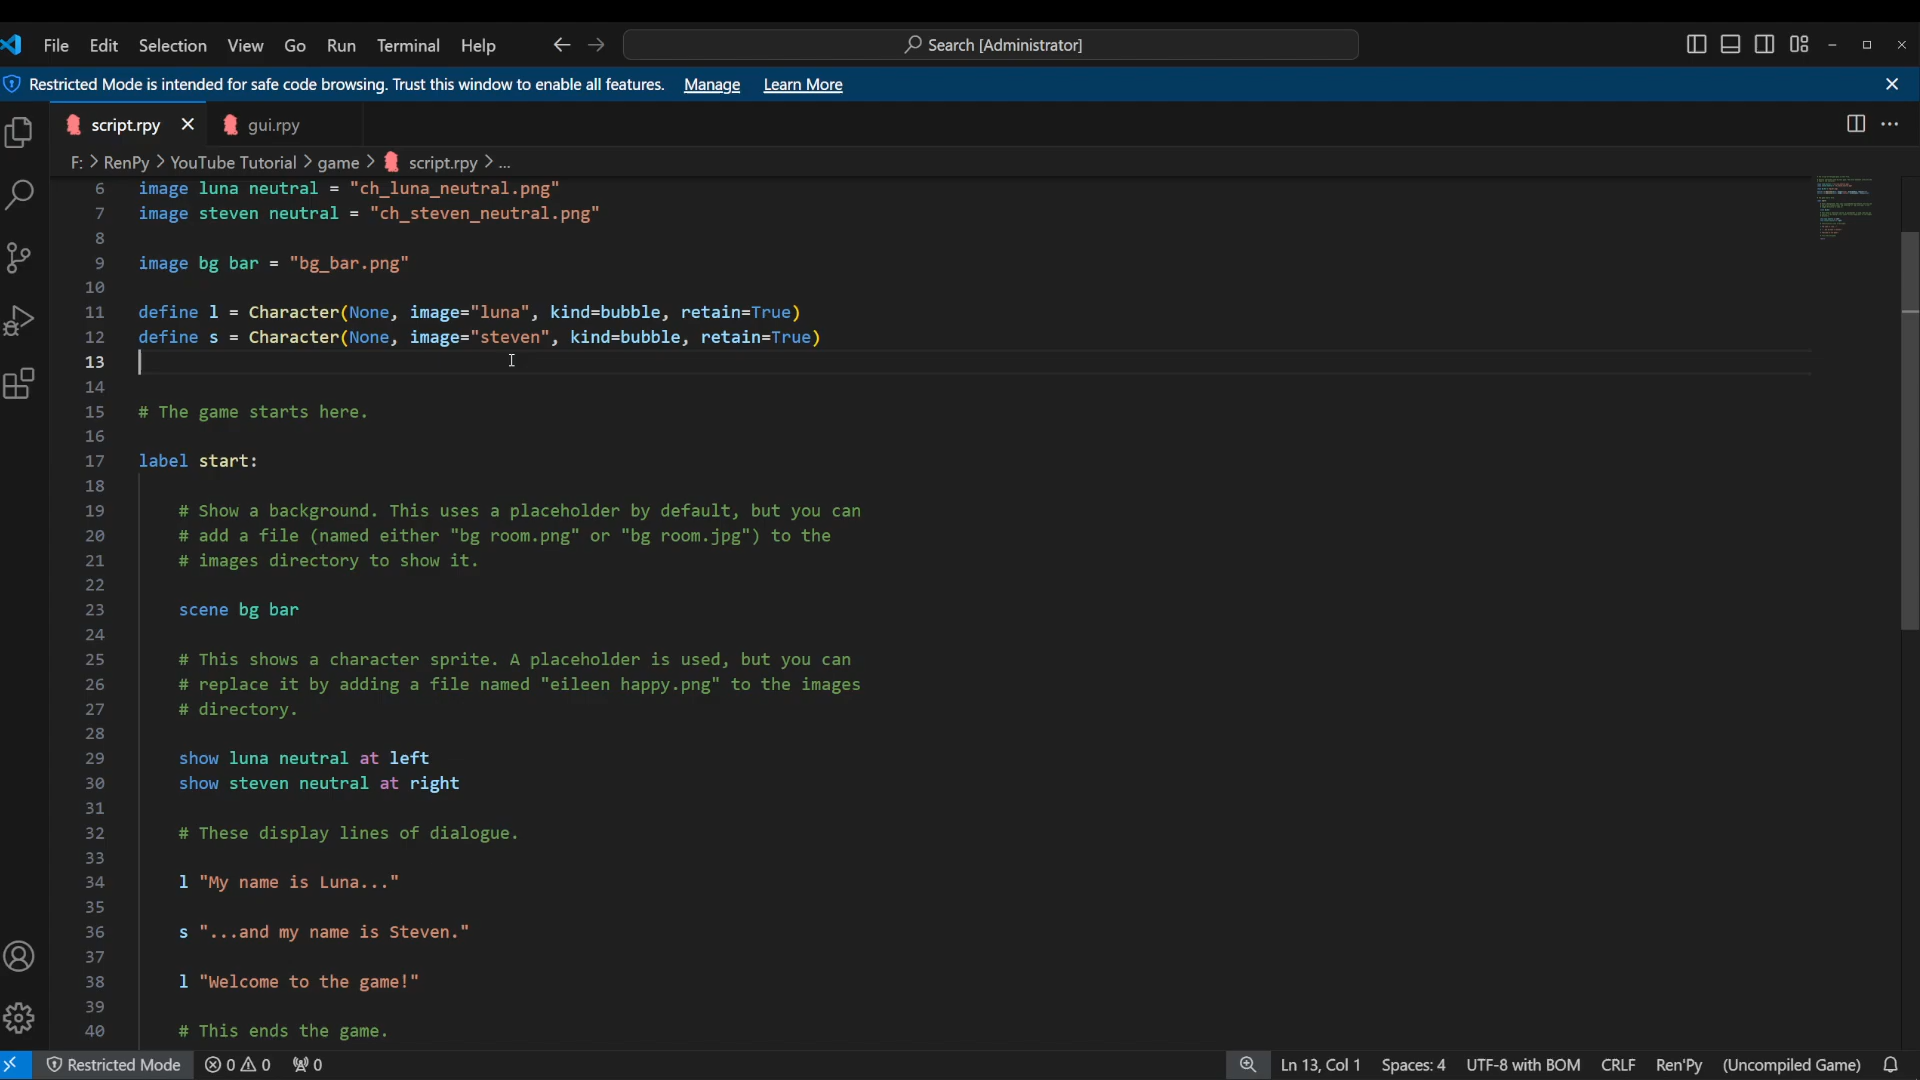 File Edit Selection View Go Run Terminal Help Search [Administrator]
Restricted Mode is intended for safe code browsing. Trust this window to enable all features. Manage Learn More
script.rpy gui.rpy
F: > RenPy > YouTube Tutorial > game > script.rpy > ...
6 image luna neutral = "ch_luna_neutral.png"
7 image steven neutral = "ch_steven_neutral.png"
8
9 image bg bar = "bg_bar.png"
10
11 define l = Character(None, image="luna", kind=bubble, retain=True)
12 define s = Character(None, image="steven", kind=bubble, retain=True)
13
14
15 # The game starts here.
16
17 label start:
18
19 # Show a background. This uses a placeholder by default, but you can
20 # add a file (named either "bg room.png" or "bg room.jpg") to the
21 # images directory to show it.
22
23 scene bg bar
24
25 # This shows a character sprite. A placeholder is used, but you can
26 # replace it by adding a file named "eileen happy.png" to the images
27 # directory.
28
29 show luna neutral at left
30 show steven neutral at right
31
32 # These display lines of dialogue.
33
34 l "My name is Luna..."
35
36 s "...and my name is Steven."
37
38 l "Welcome to the game!"
39
40 # This ends the game.
Restricted Mode 0 0 0 Ln 13, Col 1 Spaces: 4 UTF-8 with BOM CRLF Ren'Py (Uncompiled Game)